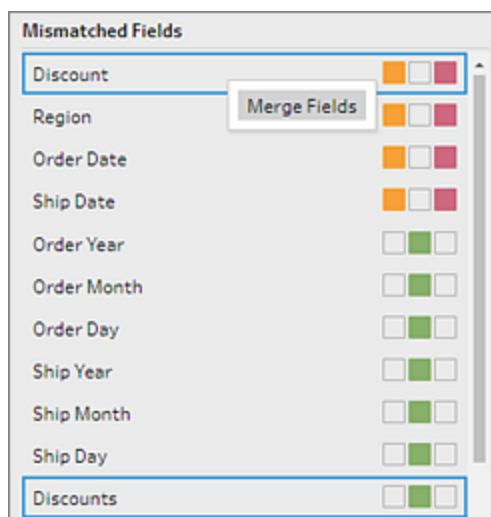 Mismatched Fields
Discount
Merge Fields
Region
Order Date
Ship Date
Order Year
Order Month
Order Day
Ship Year
Ship Month
Ship Day
Discounts